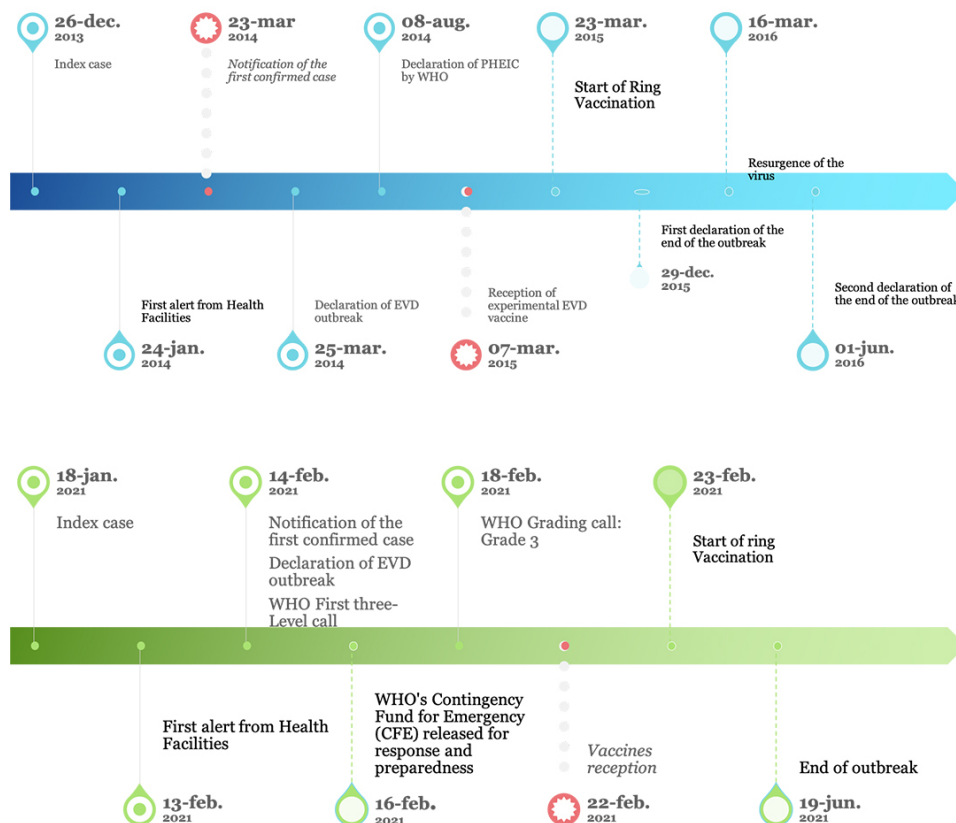 26-dec.
2013
Index case
23-mar
2014
Notification of the
first confirmed case
08-aug.
2014
Declaration of PHEIC
by WHO
23-mar.
2015
Start of Ring
Vaccination
16-mar.
2016
Resurgence of the
virus
First alert from Health
Facilities
24-jan.
2014
Declaration of EVD
outbreak
25-mar.
2014
Reception of
experimental EVD
vaccine
07-mar.
2015
First declaration of the
end of the outbreak
29-dec.
2015
Second declaration of
the end of the outbreak
01-jun.
2016
18-jan.
2021
Index case
14-feb.
2021
Notification of the
first confirmed case
Declaration of EVD
outbreak
WHO First three-
Level call
18-feb.
2021
WHO Grading call:
Grade 3
23-feb.
2021
Start of ring
Vaccination
First alert from Health
Facilities
13-feb.
2021
WHO's Contingency
Fund for Emergency
(CFE) released for
response and
preparedness
16-feb.
2021
Vaccines
reception
22-feb.
2021
End of outbreak
19-jun.
2021